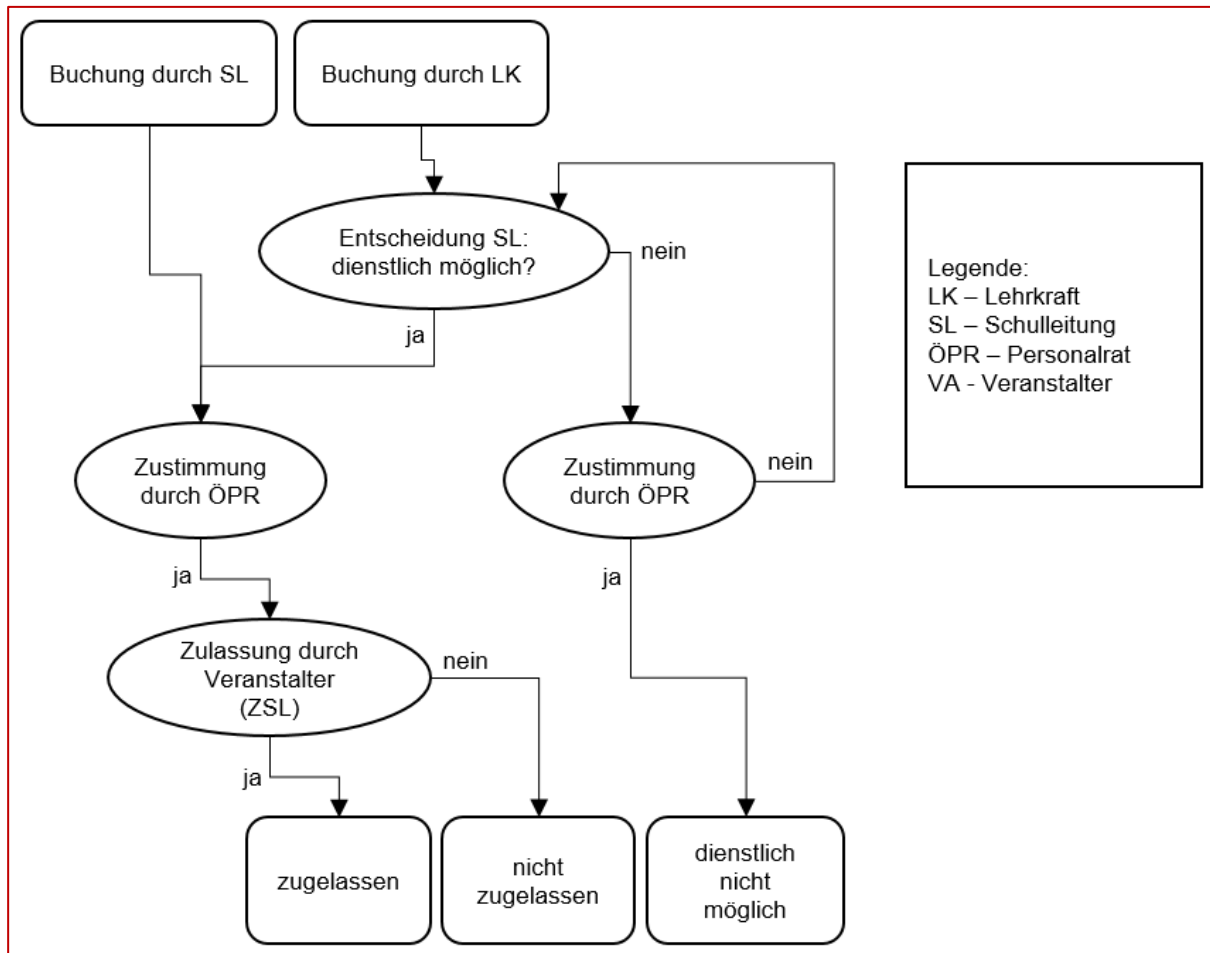 Buchung durch SL
Buchung durch LK
Entscheidung SL:
dienstlich möglich?
nein
ja
Legende:
LK – Lehrkraft
SL – Schulleitung
ÖPR – Personalrat
VA - Veranstalter
Zustimmung
durch ÖPR
Zustimmung
durch ÖPR
nein
ja
ja
Zulassung durch
Veranstalter
(ZSL)
nein
ja
zugelassen
nicht
zugelassen
dienstlich
nicht
möglich